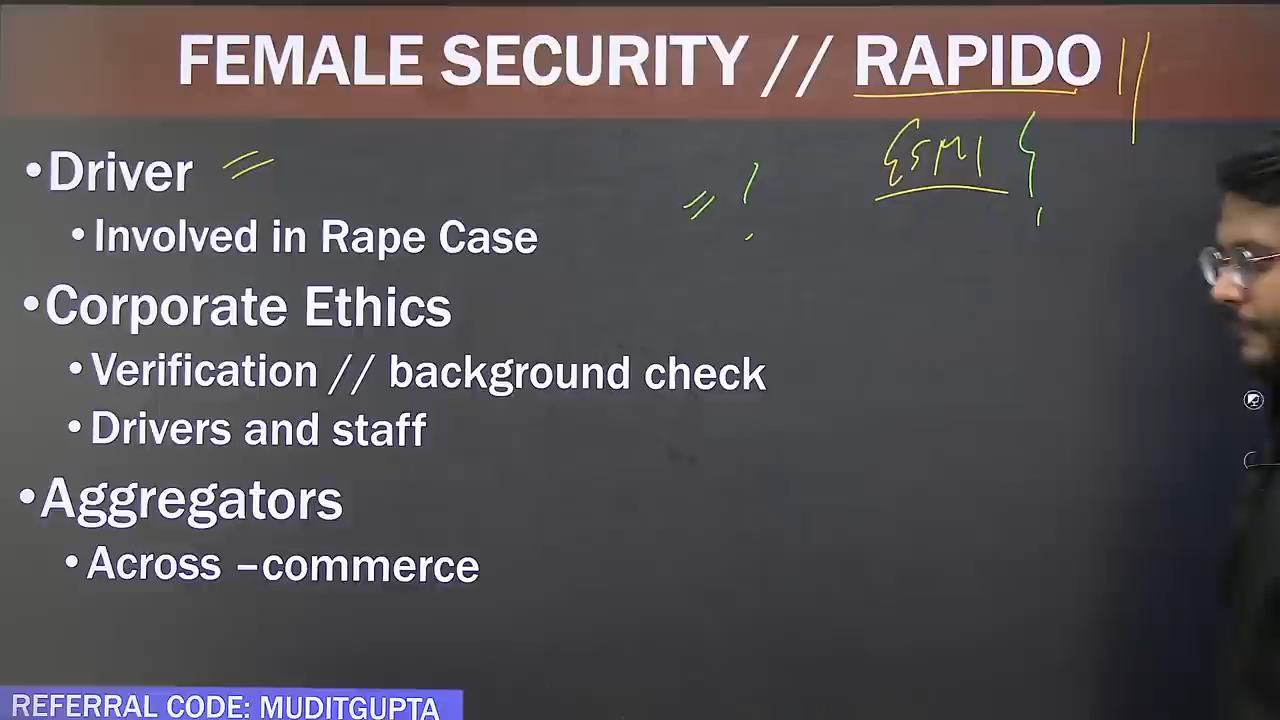 FEMALE SECURITY // RAPIDO
•Driver
•Involved in Rape Case
•Corporate Ethics
•Verification // background check
•Drivers and staff
•Aggregators
•Across –commerce
REFERRAL CODE: MUDITGUPTA